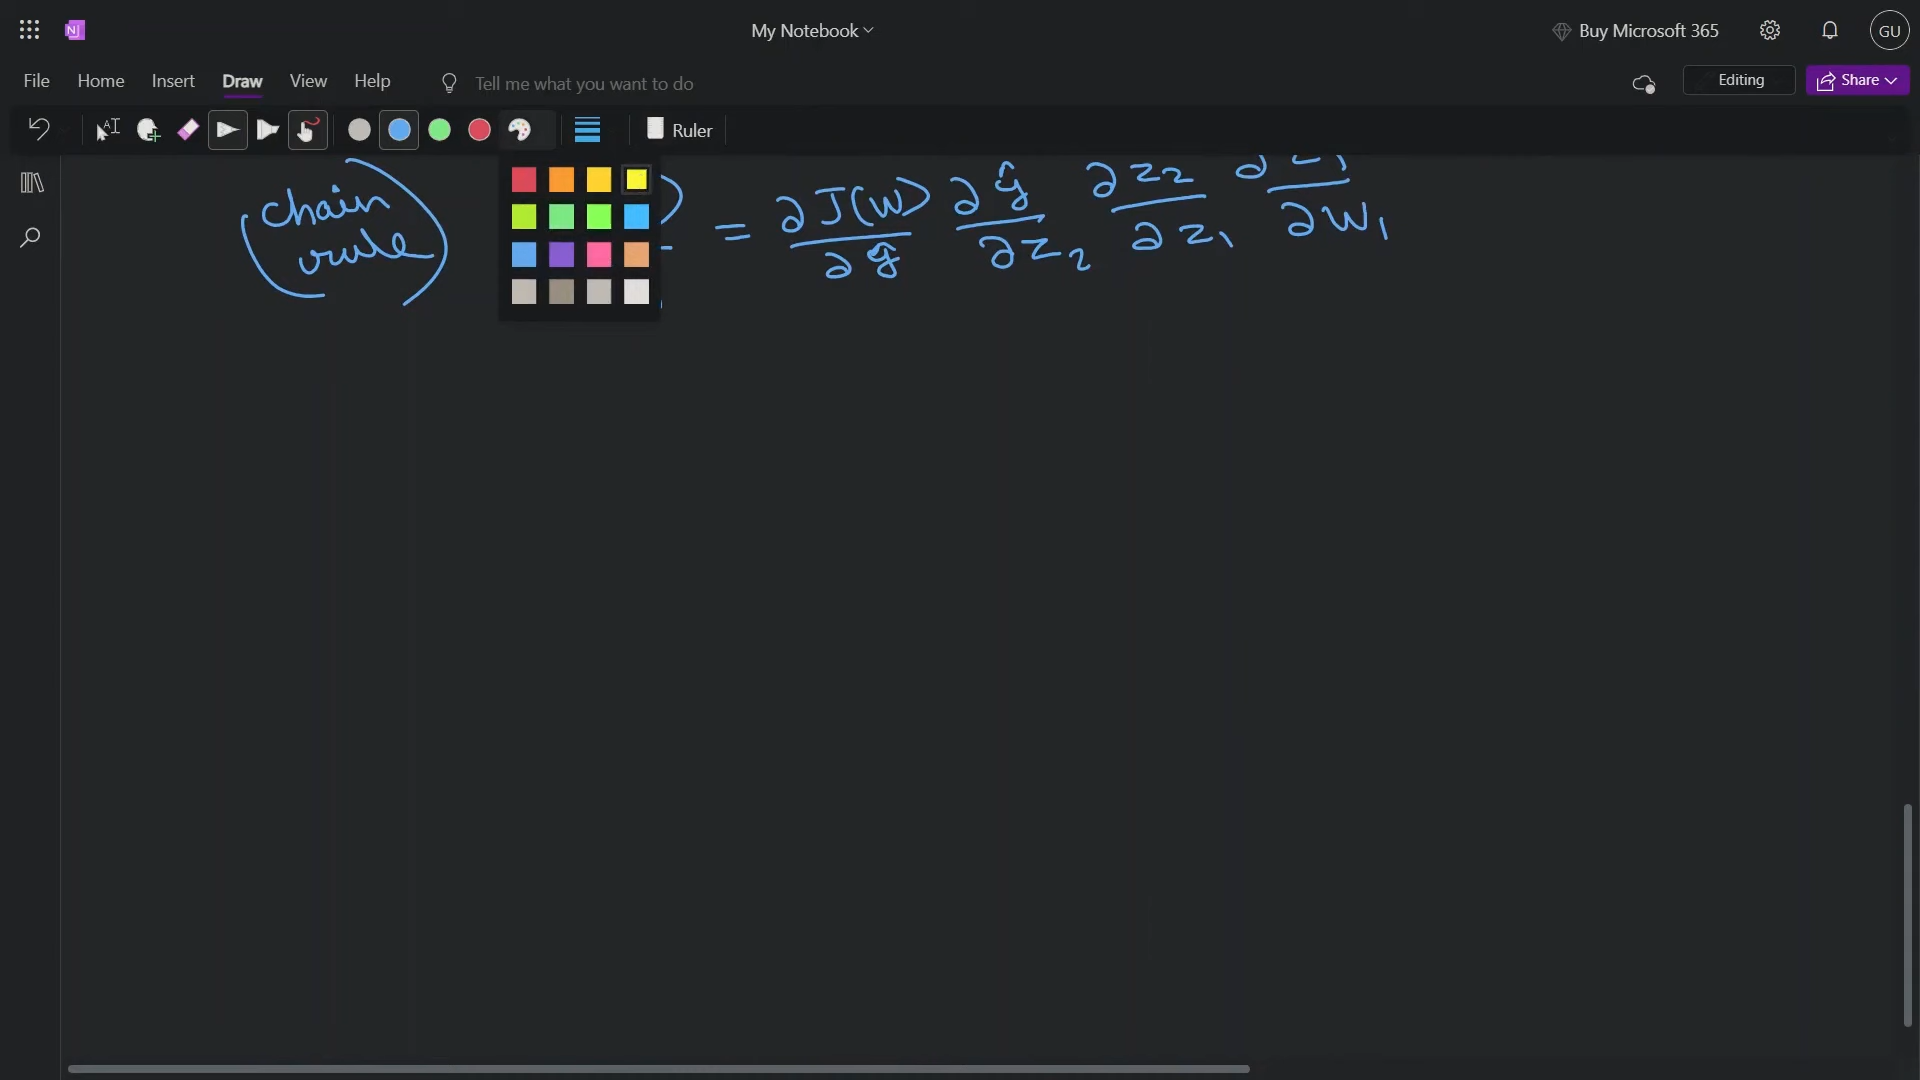 My Notebook
Buy Microsoft 365
GU
File Home Insert Draw View Help Tell me what you want to do
Editing Share
Ruler
chain
rule
= ∂J(W)/∂ŷ ∂ŷ/∂z₂ ∂z₂/∂z₁ ∂z₁/∂W₁